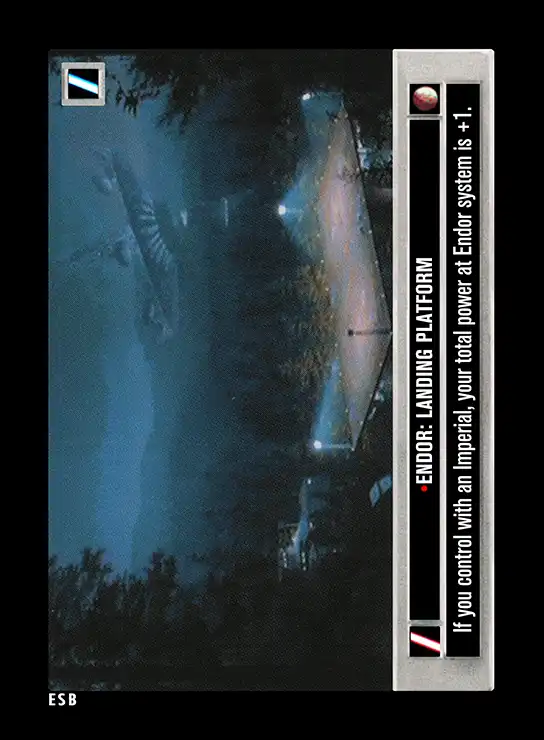 •ENDOR: LANDING PLATFORM
If you control with an Imperial, your total power at Endor system is +1.
ESB